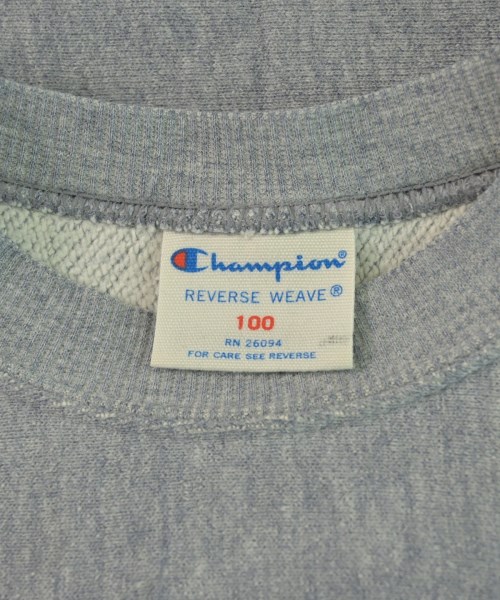 Champion®
REVERSE WEAVE®
100
RN 26094
FOR CARE SEE REVERSE